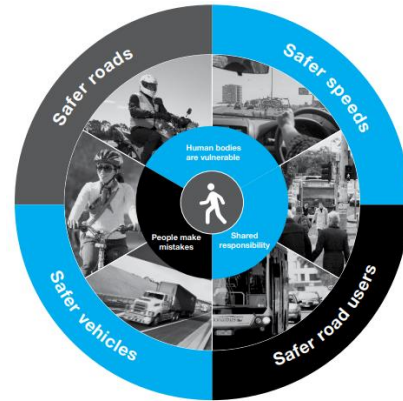 Safer roads
Safer speeds
Human bodies
are vulnerable
People make
mistakes
Shared
responsibility
Safer vehicles
Safer road users